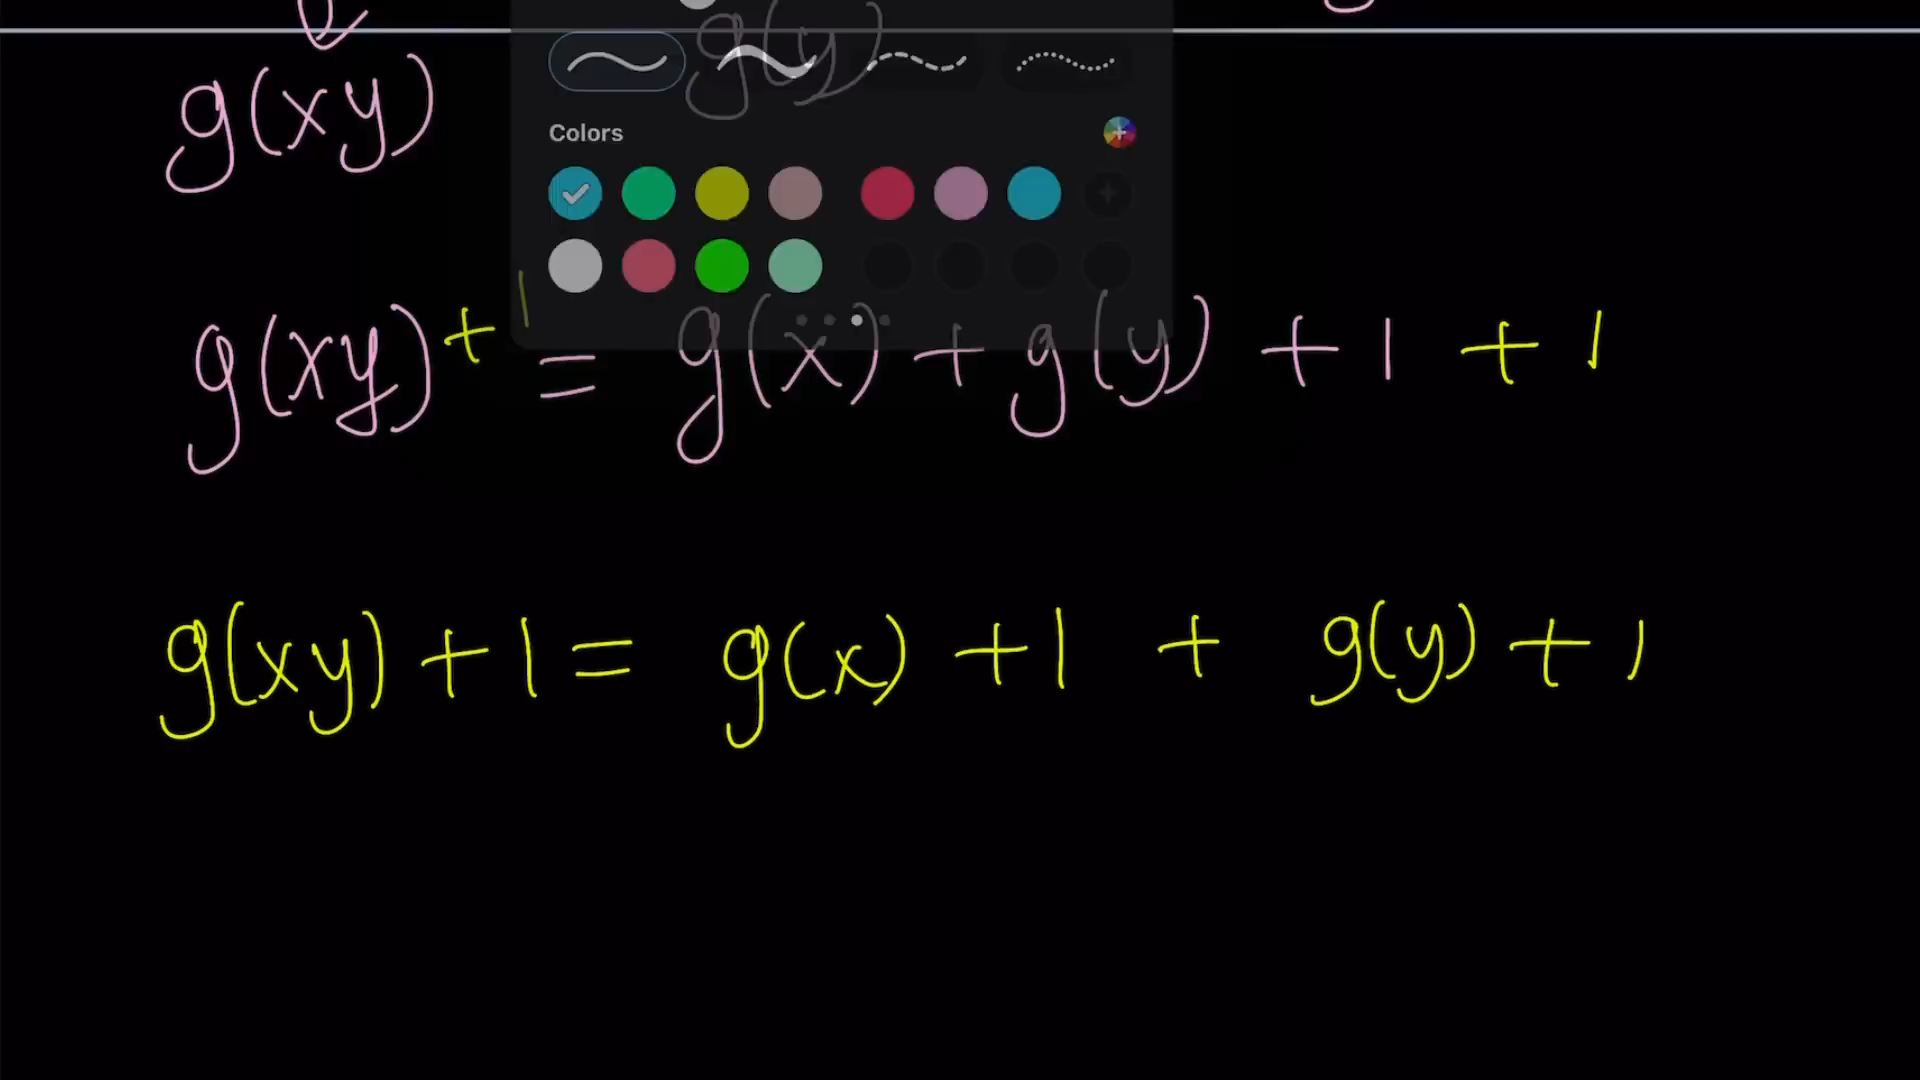 g(y)
g(xy)
Colors
g(xy) + 1 = g(x) + g(y) + 1 + 1
g(xy) + 1 = g(x) + 1 + g(y) + 1